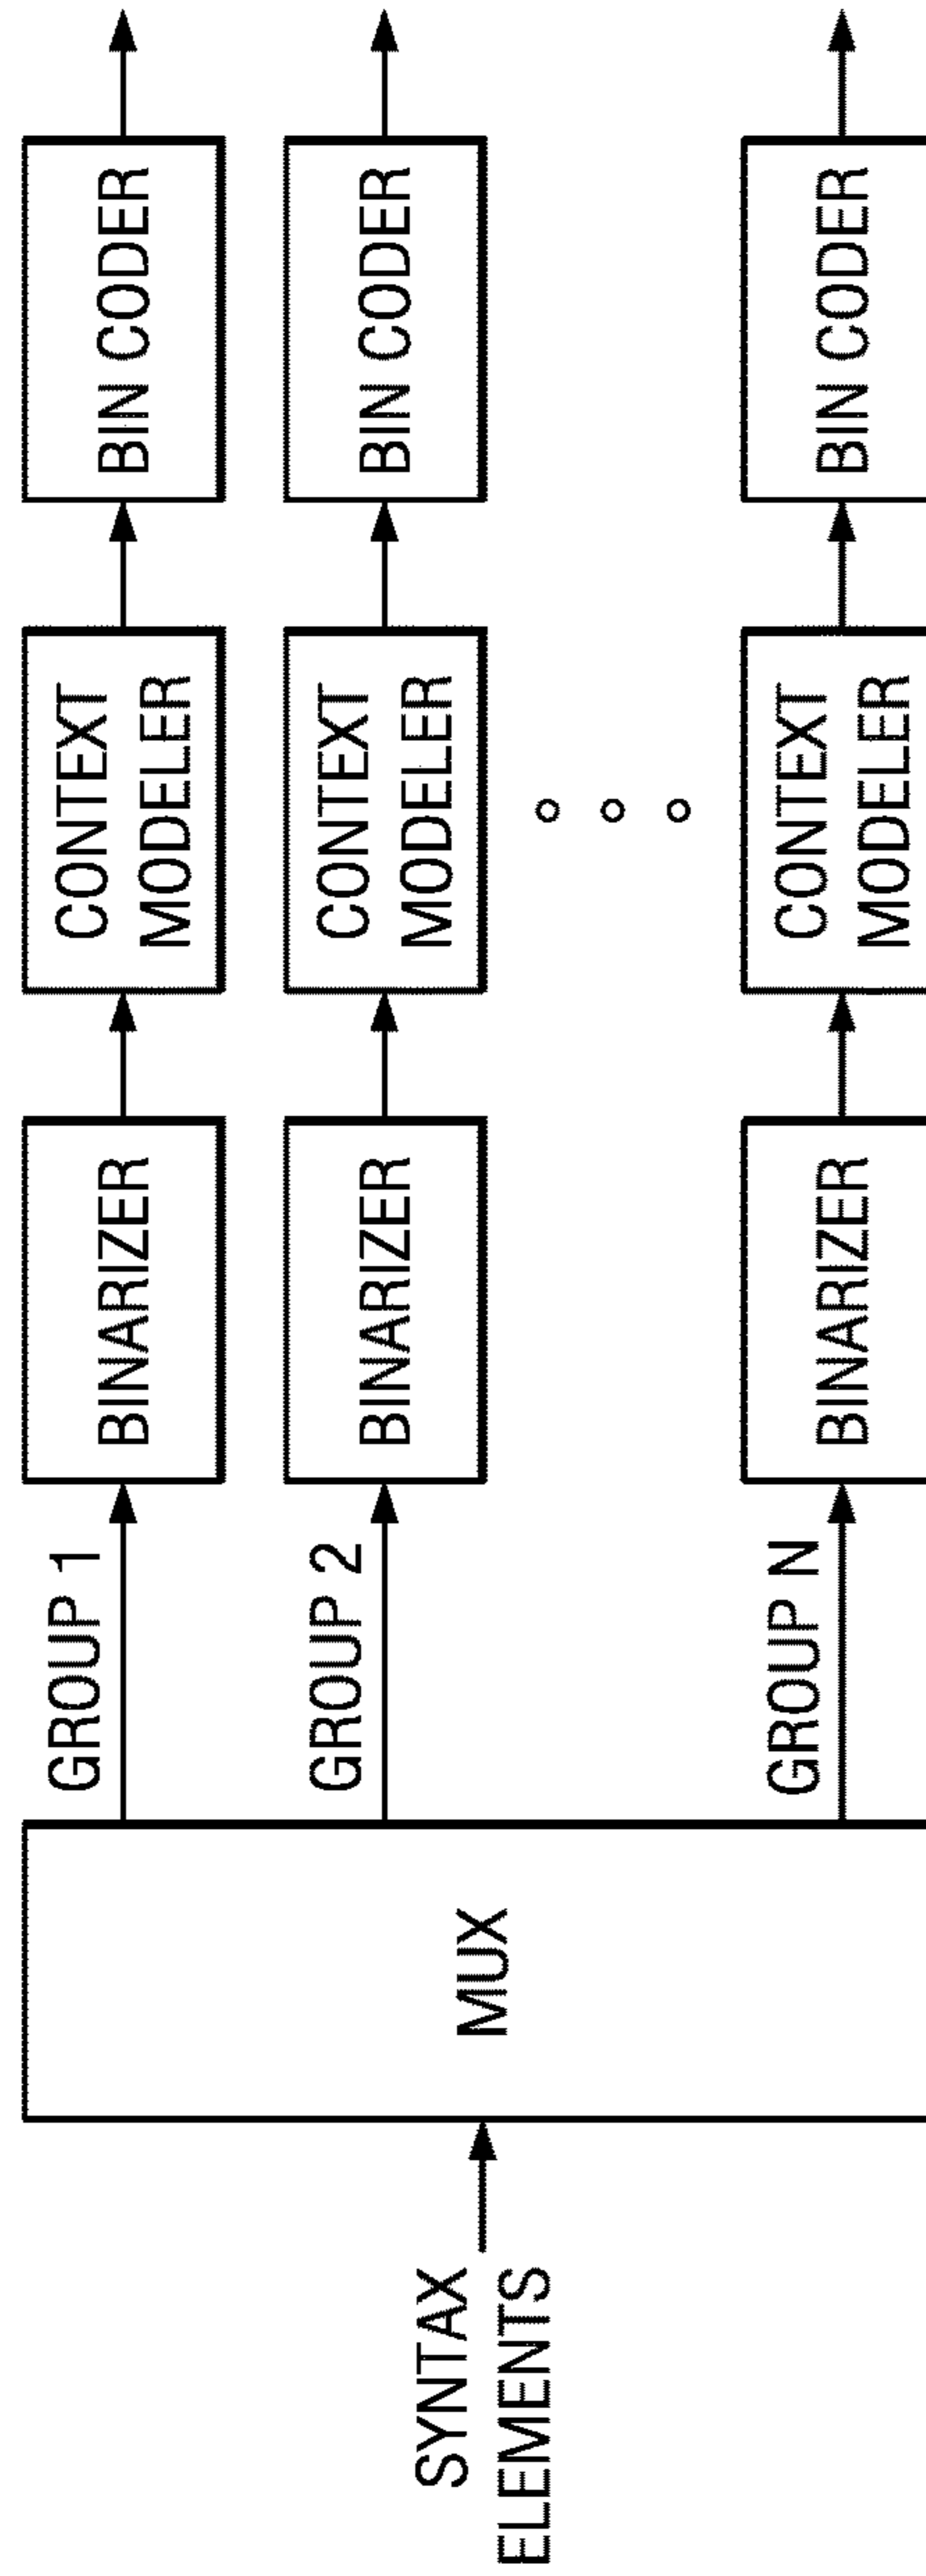 SYNTAX
ELEMENTS
MUX
GROUP 1
BINARIZER
CONTEXT
MODELER
BIN CODER
GROUP 2
BINARIZER
CONTEXT
MODELER
BIN CODER
GROUP N
BINARIZER
CONTEXT
MODELER
BIN CODER